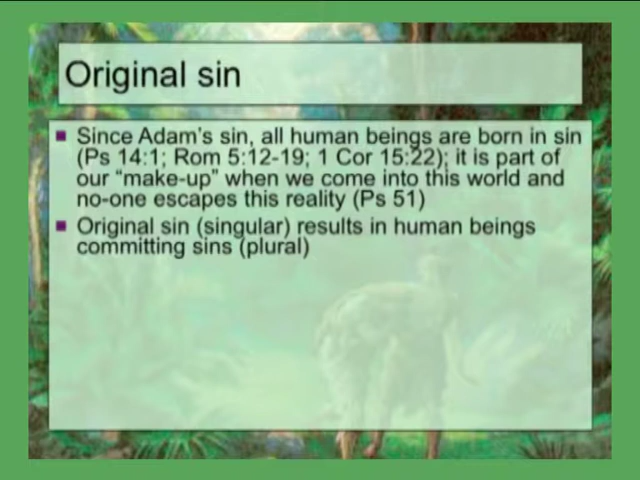 Original sin
Since Adam's sin, all human beings are born in sin
(Ps 14:1; Rom 5:12-19; 1 Cor 15:22); it is part of
our “make-up” when we come into this world and
no-one escapes this reality (Ps 51)
Original sin (singular) results in human beings
committing sins (plural)